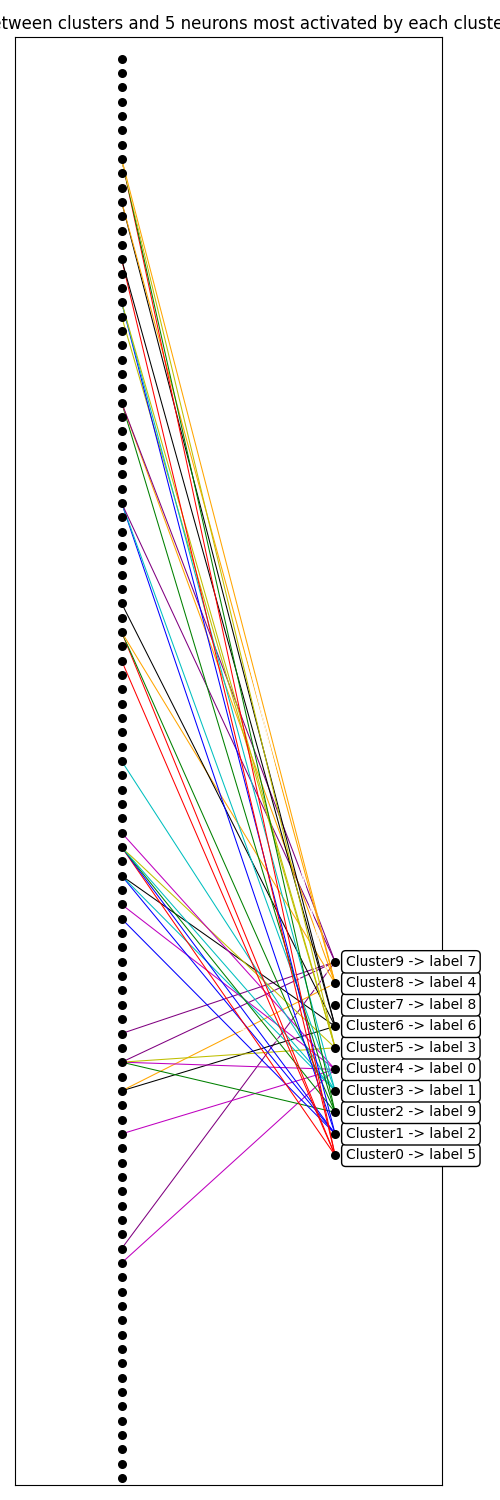 between clusters and 5 neurons most activated by each cluster
Cluster9 -> label 7
Cluster8 -> label 4
Cluster7 -> label 8
Cluster6 -> label 6
Cluster5 -> label 3
Cluster4 -> label 0
Cluster3 -> label 1
Cluster2 -> label 9
Cluster1 -> label 2
Cluster0 -> label 5